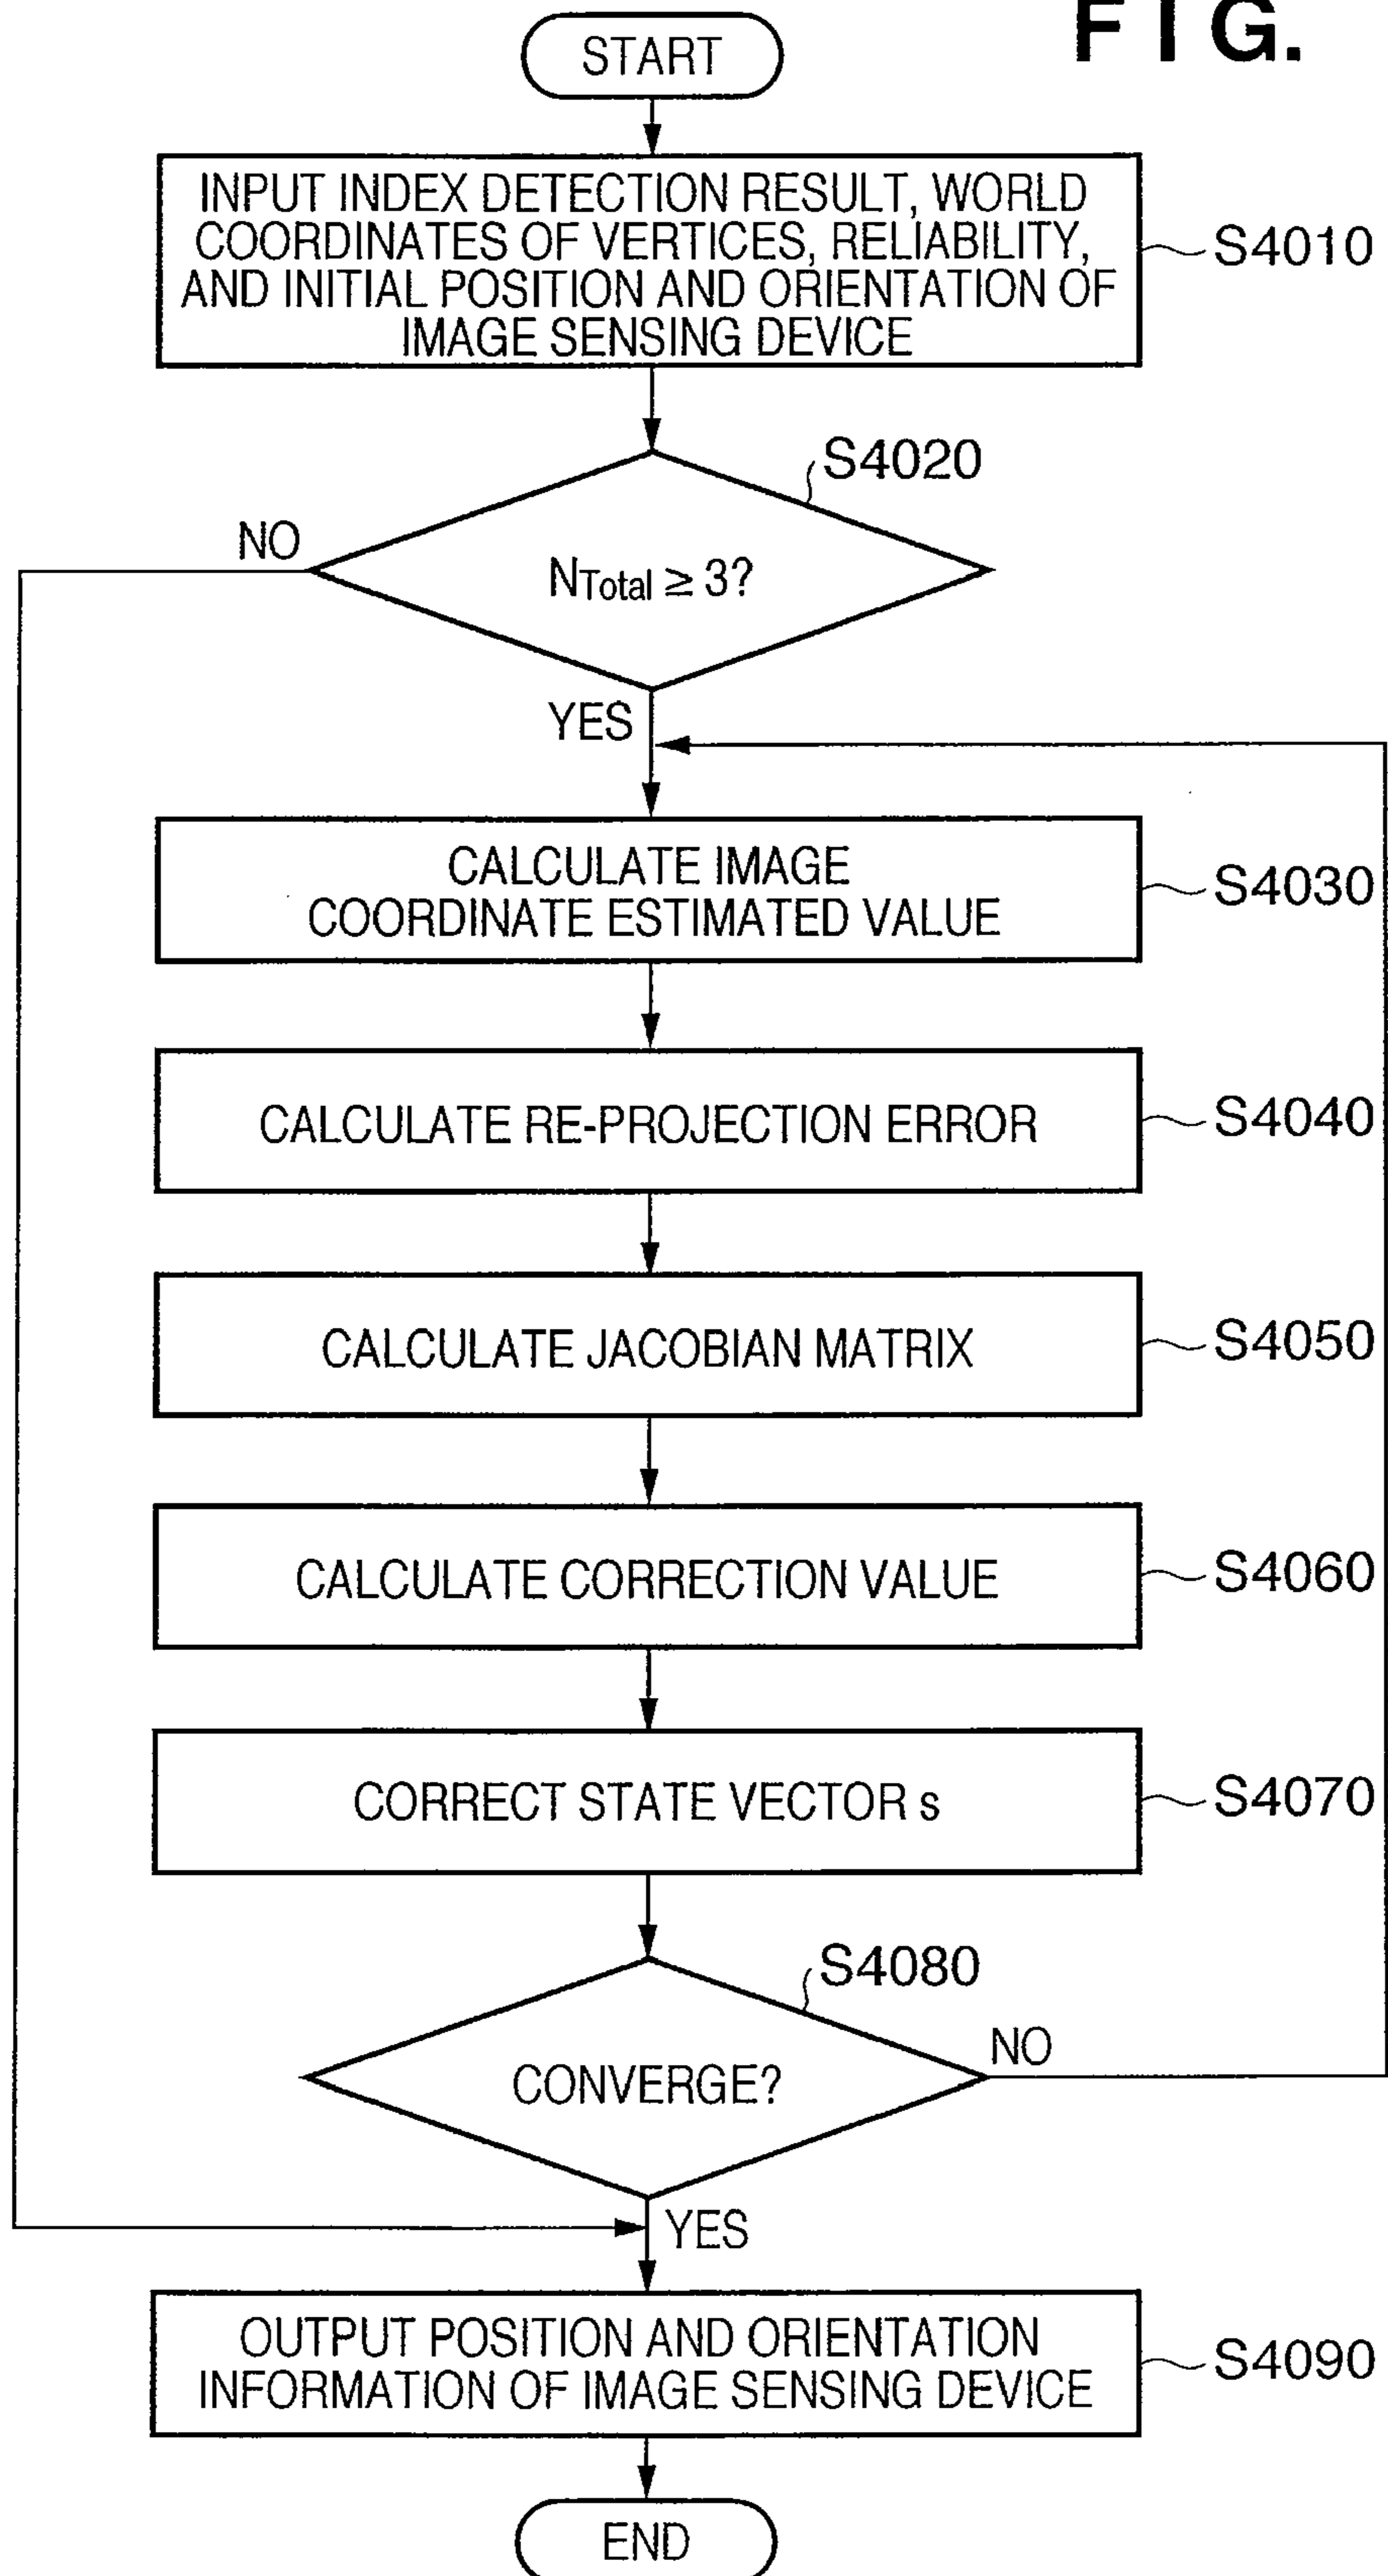 FIG.
START
INPUT INDEX DETECTION RESULT, WORLD
COORDINATES OF VERTICES, RELIABILITY,
AND INITIAL POSITION AND ORIENTATION OF
IMAGE SENSING DEVICE
S4010
S4020
NO
NTotal ≥ 3?
YES
CALCULATE IMAGE
COORDINATE ESTIMATED VALUE
S4030
CALCULATE RE-PROJECTION ERROR
S4040
CALCULATE JACOBIAN MATRIX
S4050
CALCULATE CORRECTION VALUE
S4060
CORRECT STATE VECTOR s
S4070
S4080
NO
CONVERGE?
YES
OUTPUT POSITION AND ORIENTATION
INFORMATION OF IMAGE SENSING DEVICE
S4090
END